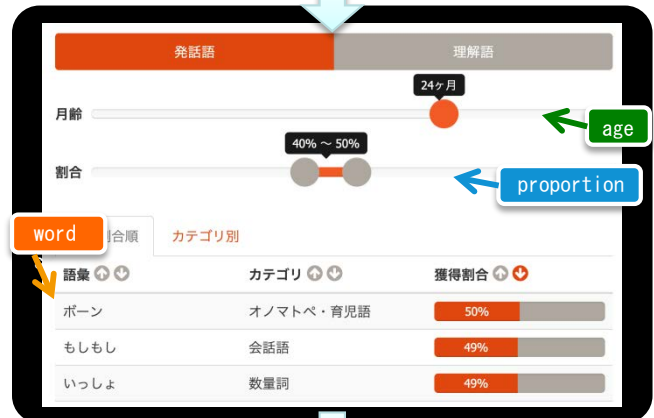 発話語 理解語
24ヶ月
月齢
age
40% ～ 50%
割合
proportion
word 合順 カテゴリ別
語彙 カテゴリ 獲得割合
ボーン オノマトペ・育児語 50%
もしもし 会話語 49%
いっしょ 数量詞 49%